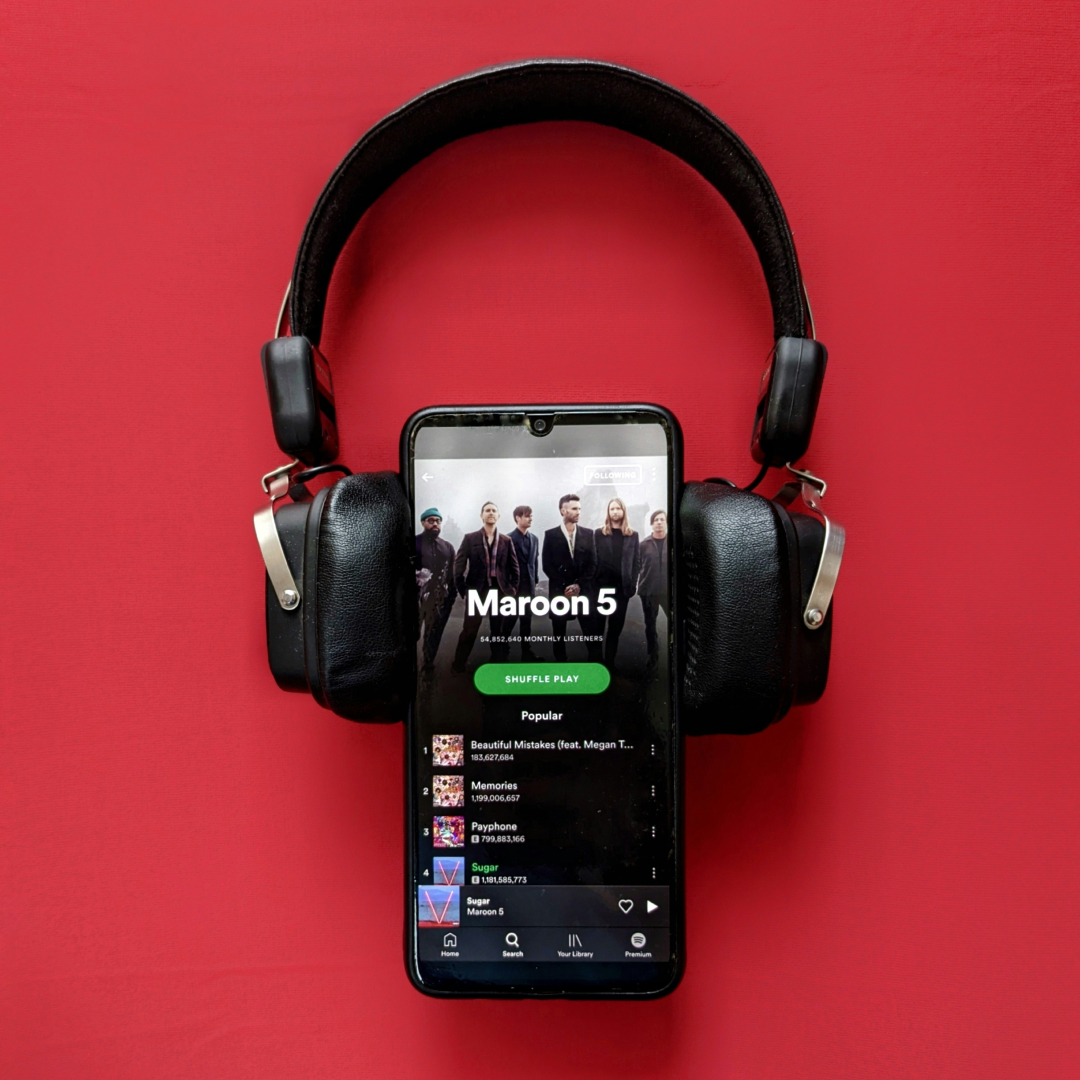 FOLLOWING
Maroon 5
54,852,640 MONTHLY LISTENERS
SHUFFLE PLAY
Popular
1 Beautiful Mistakes (feat. Megan T...
183,627,684
2 Memories
1,199,006,657
3 Payphone
E 799,883,166
4 Sugar
E 1,181,585,773
Sugar
Maroon 5
Home Search Your Library Premium